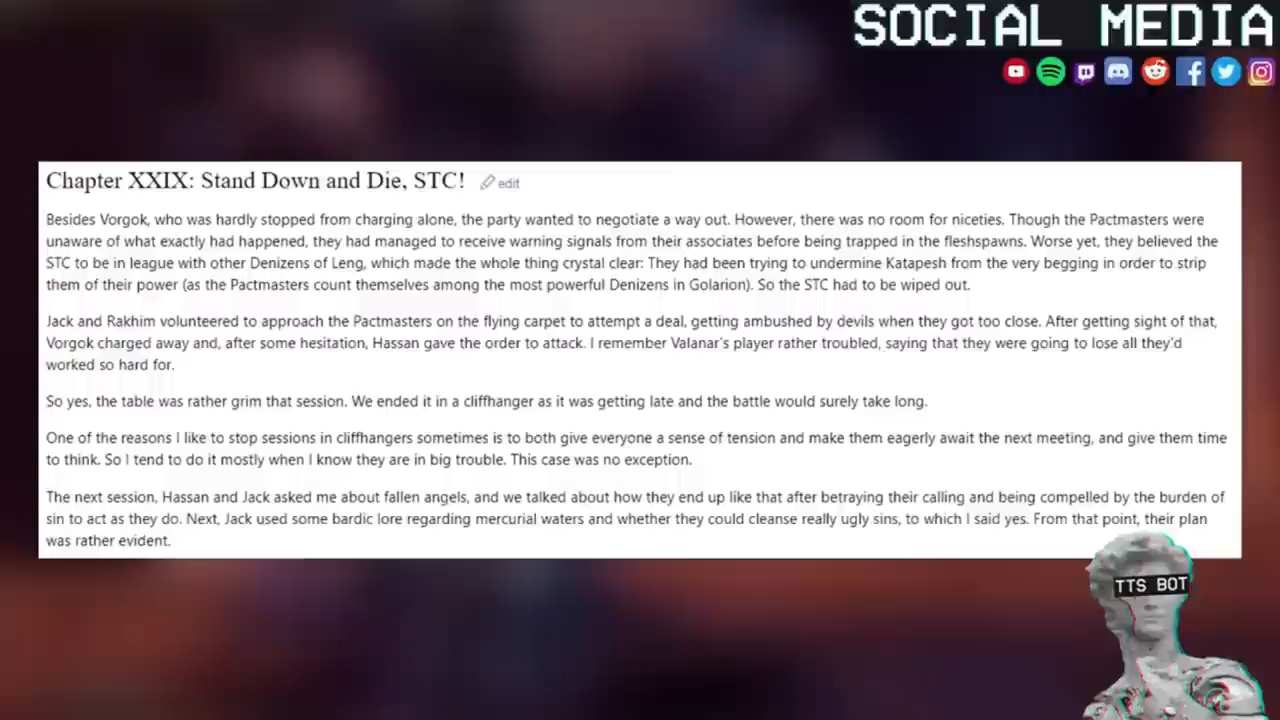 SOCIAL MEDIA
Chapter XXIX: Stand Down and Die, STC! edit
Besides Vorgok, who was hardly stopped from charging alone, the party wanted to negotiate a way out. However, there was no room for niceties. Though the Pactmasters were
unaware of what exactly had happened, they had managed to receive warning signals from their associates before being trapped in the fleshspawns. Worse yet, they believed the
STC to be in league with other Denizens of Leng, which made the whole thing crystal clear: They had been trying to undermine Katapesh from the very begging in order to strip
them of their power (as the Pactmasters count themselves among the most powerful Denizens in Golarion). So the STC had to be wiped out.
Jack and Rakhim volunteered to approach the Pactmasters on the flying carpet to attempt a deal, getting ambushed by devils when they got too close. After getting sight of that,
Vorgok charged away and, after some hesitation, Hassan gave the order to attack. I remember Valanar's player rather troubled, saying that they were going to lose all they'd
worked so hard for.
So yes, the table was rather grim that session. We ended it in a cliffhanger as it was getting late and the battle would surely take long.
One of the reasons I like to stop sessions in cliffhangers sometimes is to both give everyone a sense of tension and make them eagerly await the next meeting, and give them time
to think. So I tend to do it mostly when I know they are in big trouble. This case was no exception.
The next session, Hassan and Jack asked me about fallen angels, and we talked about how they end up like that after betraying their calling and being compelled by the burden of
sin to act as they do. Next, Jack used some bardic lore regarding mercurial waters and whether they could cleanse really ugly sins, to which I said yes. From that point, their plan
was rather evident.
TTS BOT